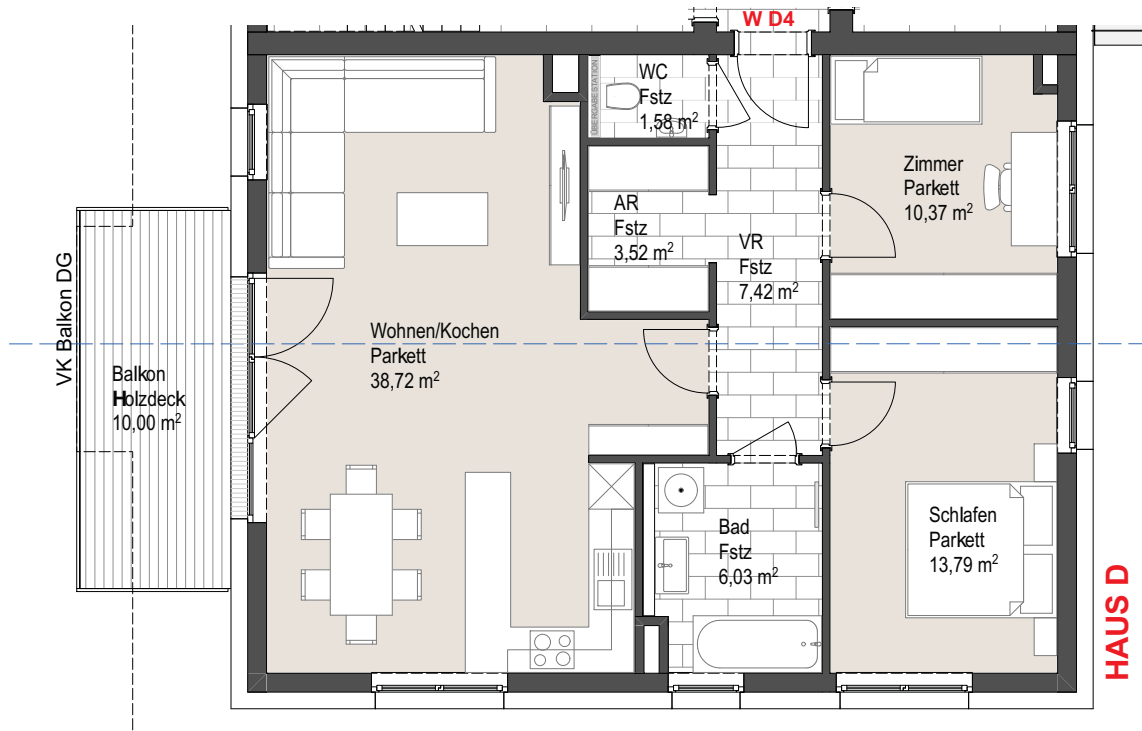 W D4
WC
Fstz
1,58 m²
ÜBERGABESTATION
Zimmer
Parkett
10,37 m²
AR
Fstz
3,52 m²
VR
Fstz
7,42 m²
VK Balkon DG
Wohnen/Kochen
Parkett
38,72 m²
Balkon
Holzdeck
10,00 m²
Bad
Fstz
6,03 m²
Schlafen
Parkett
13,79 m²
HAUS D